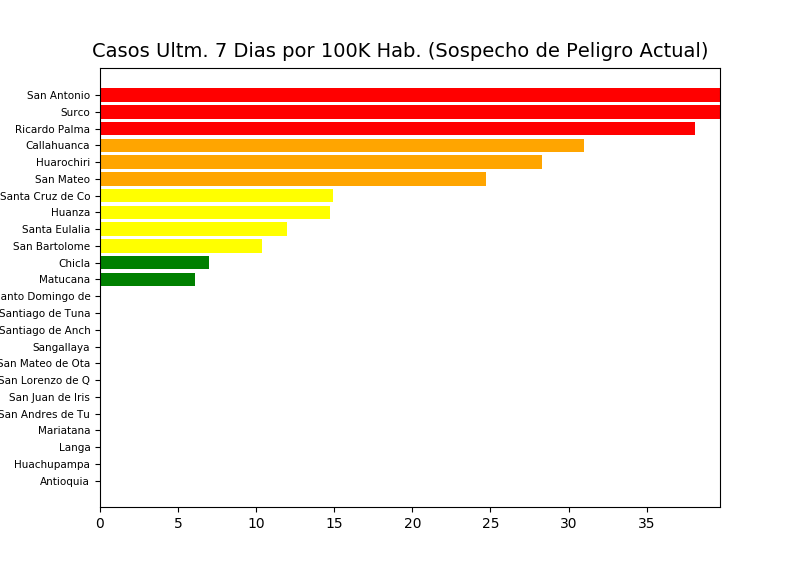 Casos Ultm. 7 Dias por 100K Hab. (Sospecho de Peligro Actual)
San Antonio
Surco
Ricardo Palma
Callahuanca
Huarochiri
San Mateo
Santa Cruz de Co
Huanza
Santa Eulalia
San Bartolome
Chicla
Matucana
anto Domingo de
Santiago de Tuna
Santiago de Anch
Sangallaya
San Mateo de Ota
San Lorenzo de Q
San Juan de Iris
San Andres de Tu
Mariatana
Langa
Huachupampa
Antioquia
0 5 10 15 20 25 30 35